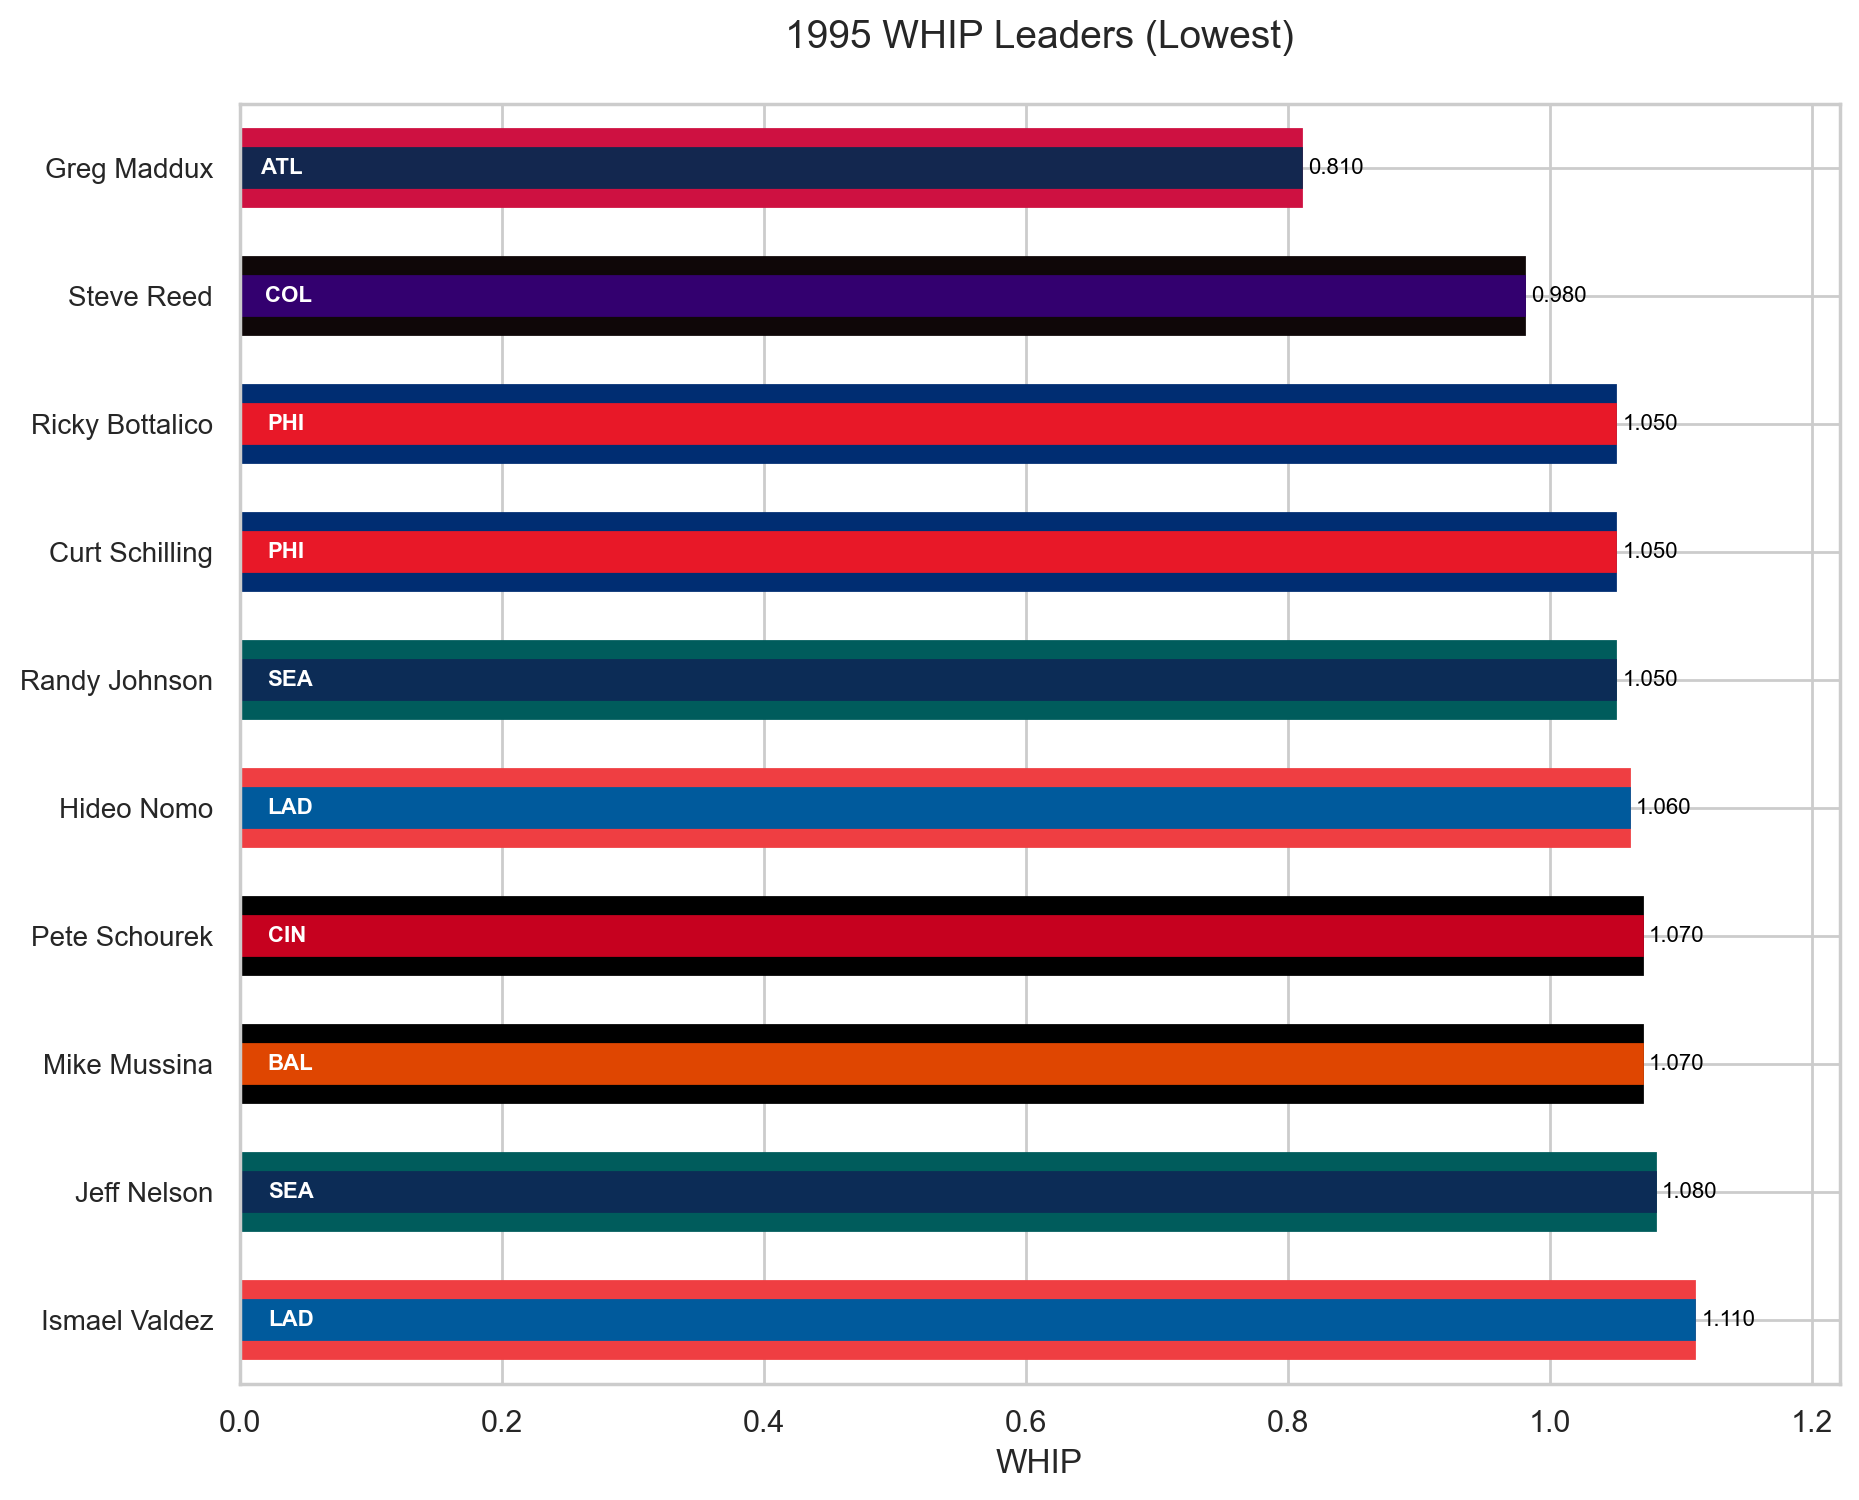 1995 WHIP Leaders (Lowest)
Greg Maddux ATL 0.810
Steve Reed COL 0.980
Ricky Bottalico PHI 1.050
Curt Schilling PHI 1.050
Randy Johnson SEA 1.050
Hideo Nomo LAD 1.060
Pete Schourek CIN 1.070
Mike Mussina BAL 1.070
Jeff Nelson SEA 1.080
Ismael Valdez LAD 1.110
0.0 0.2 0.4 0.6 0.8 1.0 1.2
WHIP